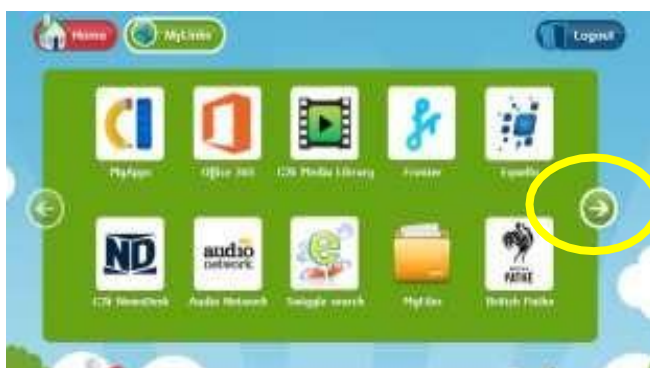 Home MyLinks Logout
MyApps Office 365 C2k Media Library Fronter Equella
ND audio network PATHE
C2k NewsDesk Audio Network Swiggle search MyFiles British Pathe